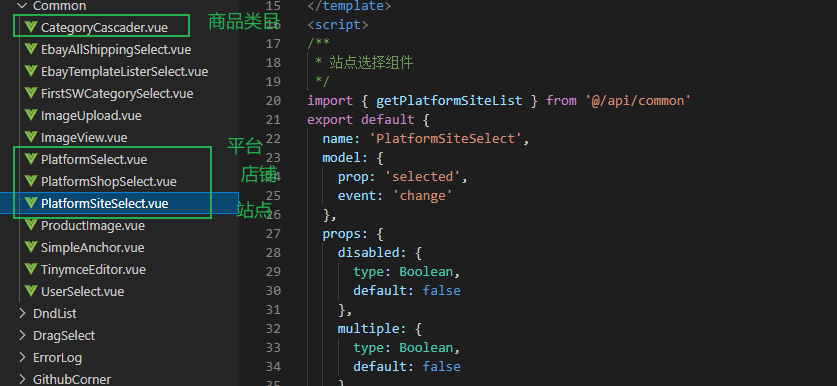 Common
CategoryCascader.vue
商品类目
EbayAllShippingSelect.vue
EbayTemplateListerSelect.vue
FirstSWCategorySelect.vue
ImageUpload.vue
ImageView.vue
平台
PlatformSelect.vue
店铺
PlatformShopSelect.vue
站点
PlatformSiteSelect.vue
ProductImage.vue
SimpleAnchor.vue
TinymceEditor.vue
UserSelect.vue
DndList
DragSelect
ErrorLog
GithubCorner
15 </template>
16 <script>
17 /**
18 * 站点选择组件
19 */
20 import { getPlatformSiteList } from '@/api/common'
21 export default {
22 name: 'PlatformSiteSelect',
23 model: {
24 prop: 'selected',
25 event: 'change'
26 },
27 props: {
28 disabled: {
29 type: Boolean,
30 default: false
31 },
32 multiple: {
33 type: Boolean,
34 default: false
35 }